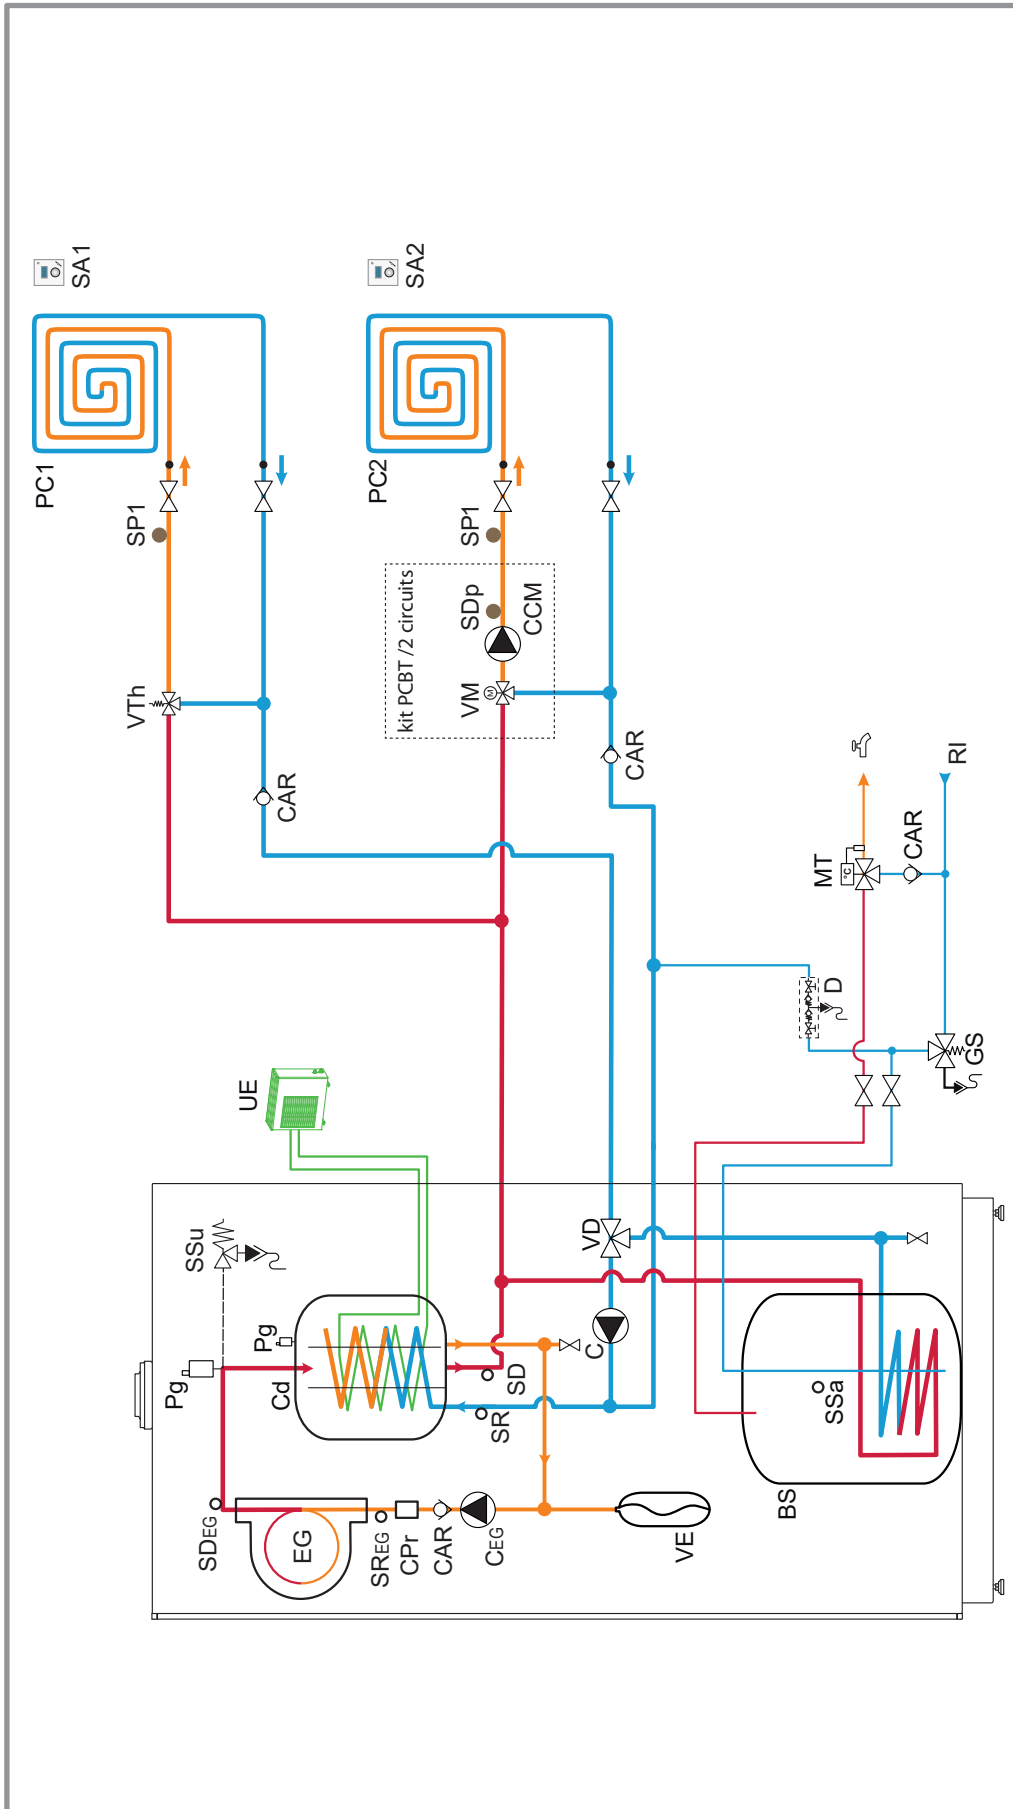 SA1
SA2
PC1
PC2
SP1
SP1
SDp
CCM
kit PCBT /2 circuits
VTh
VM
M
CAR
CAR
RI
CAR
MT
°C
D
GS
UE
VD
SSu
Pg
Pg
Cd
C
SD
SR
SSa
BS
SDEG
EG
SREG
CPr
CAR
CEG
VE